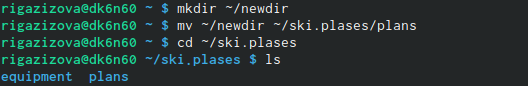 rigazizova@dk6n60 ~ $ mkdir ~/newdir
rigazizova@dk6n60 ~ $ mv ~/newdir ~/ski.plases/plans
rigazizova@dk6n60 ~ $ cd ~/ski.plases
rigazizova@dk6n60 ~/ski.plases $ ls
equipment  plans